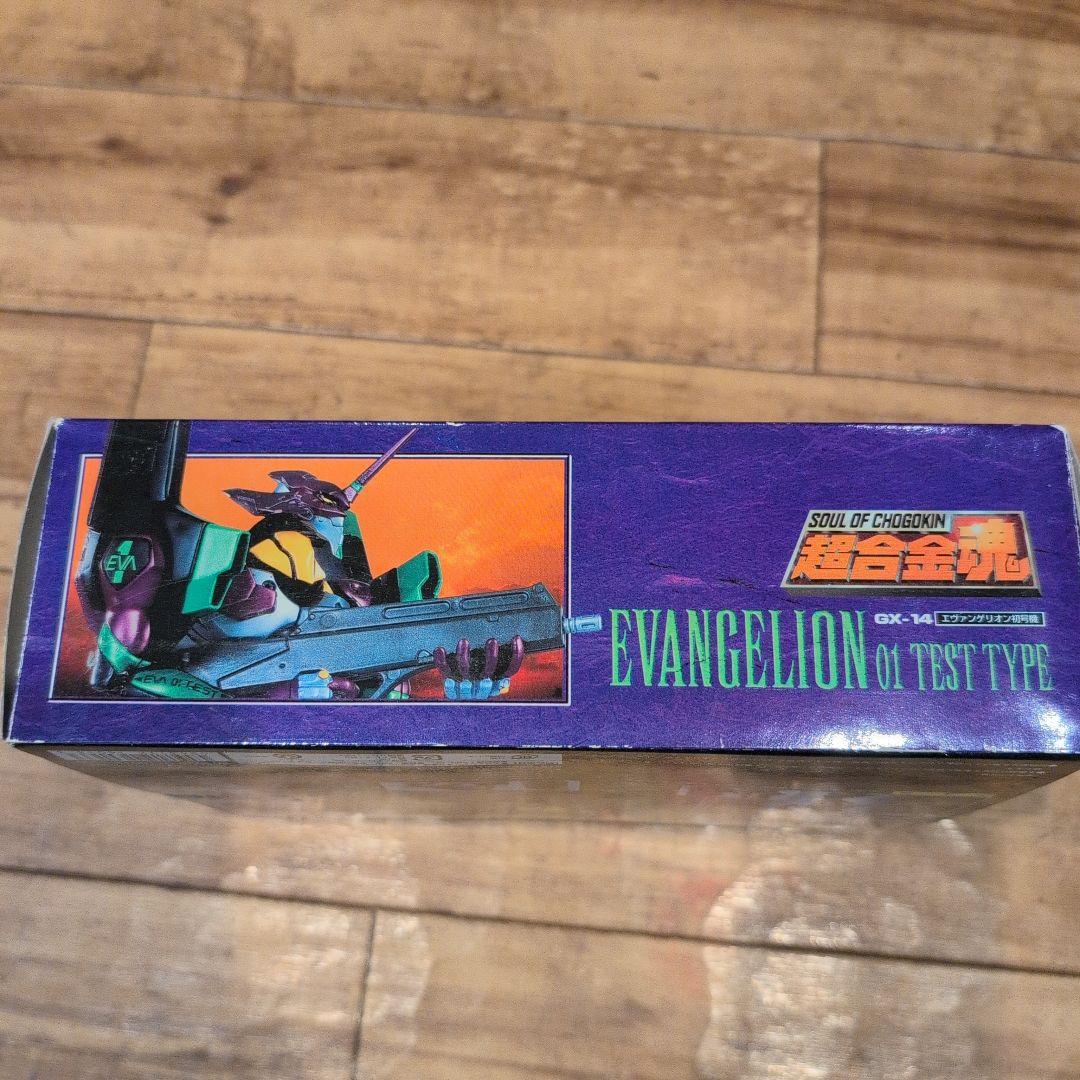 SOUL OF CHOGOKIN
超合金魂
GX-14 エヴァンゲリオン初号機
EVANGELION 01 TEST TYPE
EVA
1
EVA 01 TEST